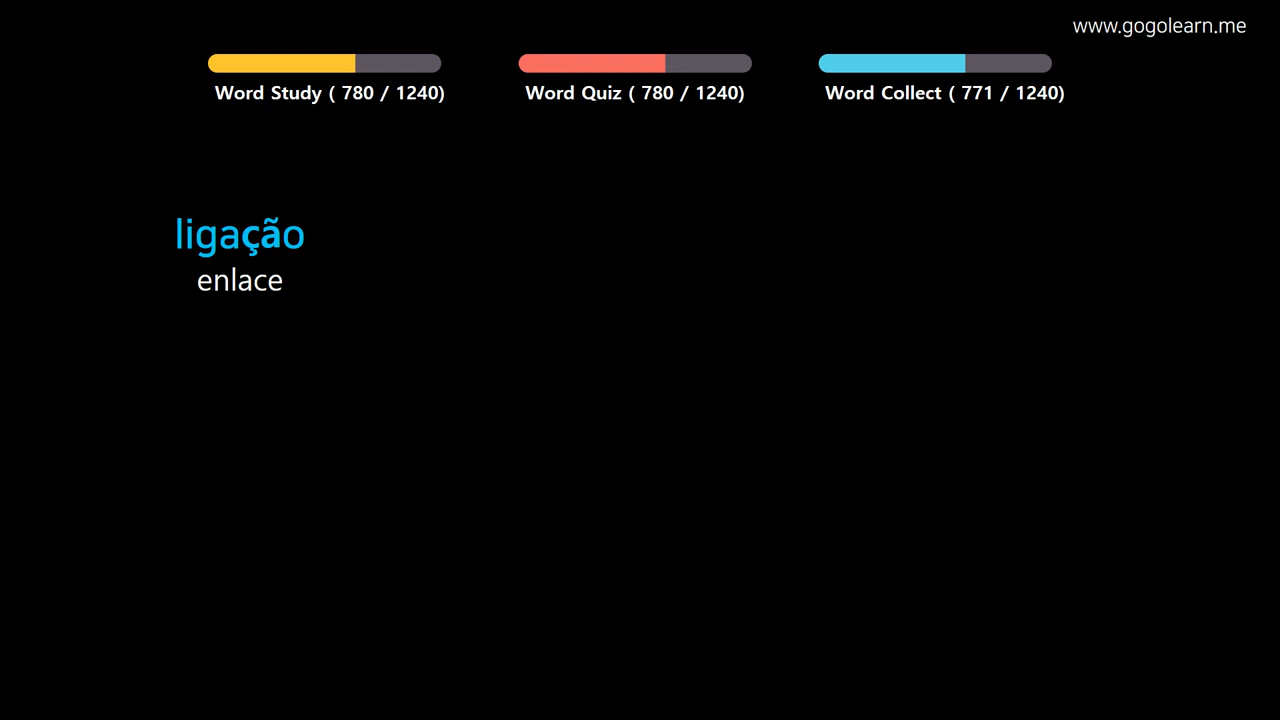 www.gogolearn.me
Word Study ( 780 / 1240)
Word Quiz ( 780 / 1240)
Word Collect ( 771 / 1240)
ligação
enlace